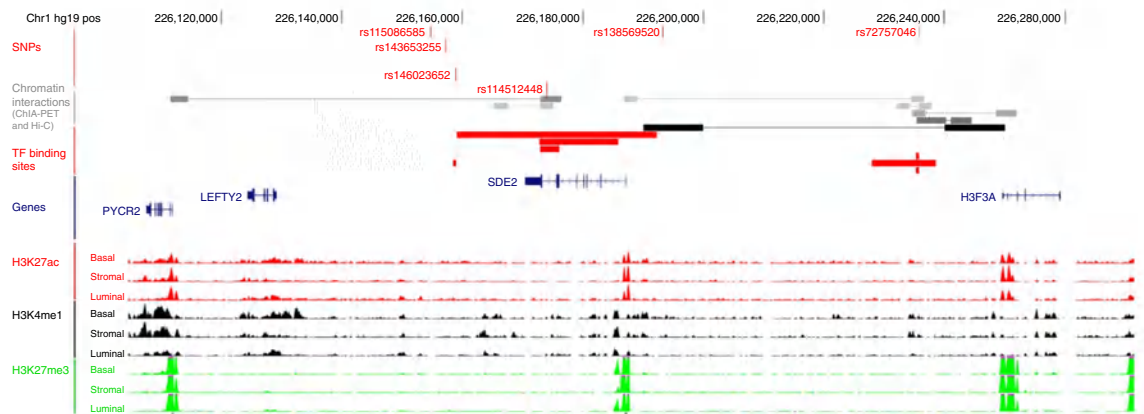 Chr1 hg19 pos 226,120,000 226,140,000 226,160,000 226,180,000 226,200,000 226,220,000 226,240,000 226,280,000
rs115086585 rs138569520 rs72757046
SNPs
rs143653255
rs146023652
rs114512448
Chromatin
interactions
(ChIA-PET
and Hi-C)
TF binding
sites
SDE2
LEFTY2 H3F3A
Genes
PYCR2
H3K27ac Basal
Stromal
Luminal
H3K4me1 Basal
Stromal
Luminal
H3K27me3 Basal
Stromal
Luminal